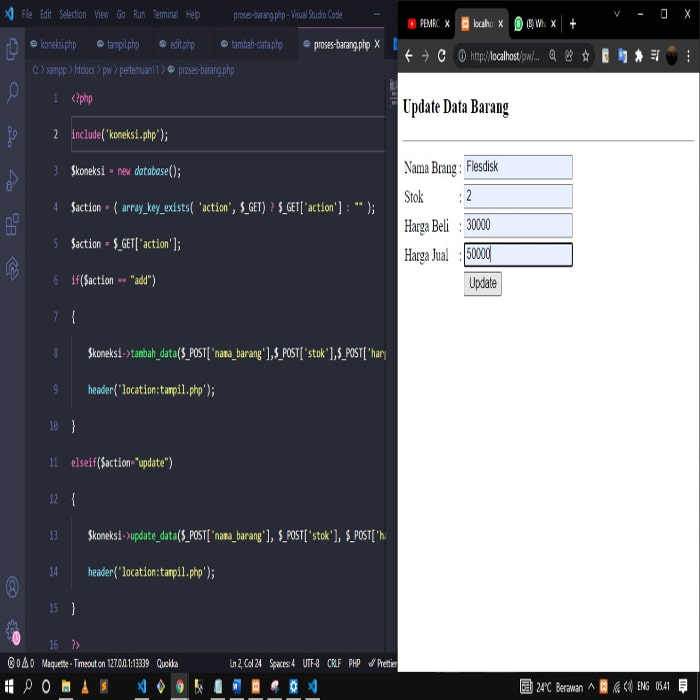 File Edit Selection View Go Run Terminal Help proses-barang.php - Visual Studio Code
koneksi.php tampil.php edit.php tambah-data.php proses-barang.php X
C: > xampp > htdocs > pw > pertemuan11 > proses-barang.php
1 <?php
2 include('koneksi.php');
3 $koneksi = new database();
4 $action = ( array_key_exists( 'action', $_GET) ? $_GET['action'] : "" );
5 $action = $_GET['action'];
6 if($action == "add")
7 {
8 $koneksi->tambah_data($_POST['nama_barang'],$_POST['stok'],$_POST['har
9 header('location:tampil.php');
10 }
11 elseif($action="update")
12 {
13 $koneksi->update_data($_POST['nama_barang'], $_POST['stok'], $_POST['ha
14 header('location:tampil.php');
15 }
16 ?>
0 0 Maquette - Timeout on 127.0.0.1:13339 Quokka Ln 2, Col 24 Spaces: 4 UTF-8 CRLF PHP Prettier
PEMRO localho (8) Wh
http://localhost/pw/...
Update Data Barang
Nama Brang : Flesdisk
Stok : 2
Harga Beli : 30000
Harga Jual : 50000
Update
24°C Berawan ENG 05.41